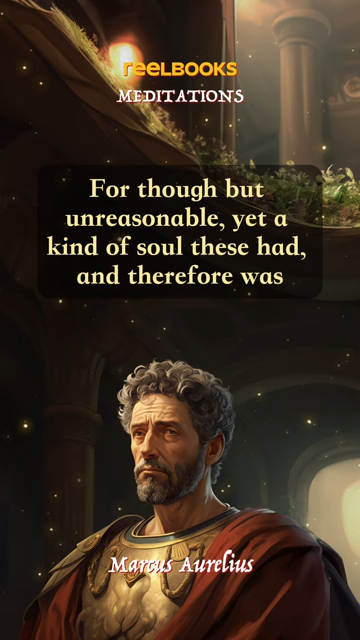 reelBOOKS
MEDITATIONS
For though but
unreasonable, yet a
kind of soul these had,
and therefore was
Marcus Aurelius